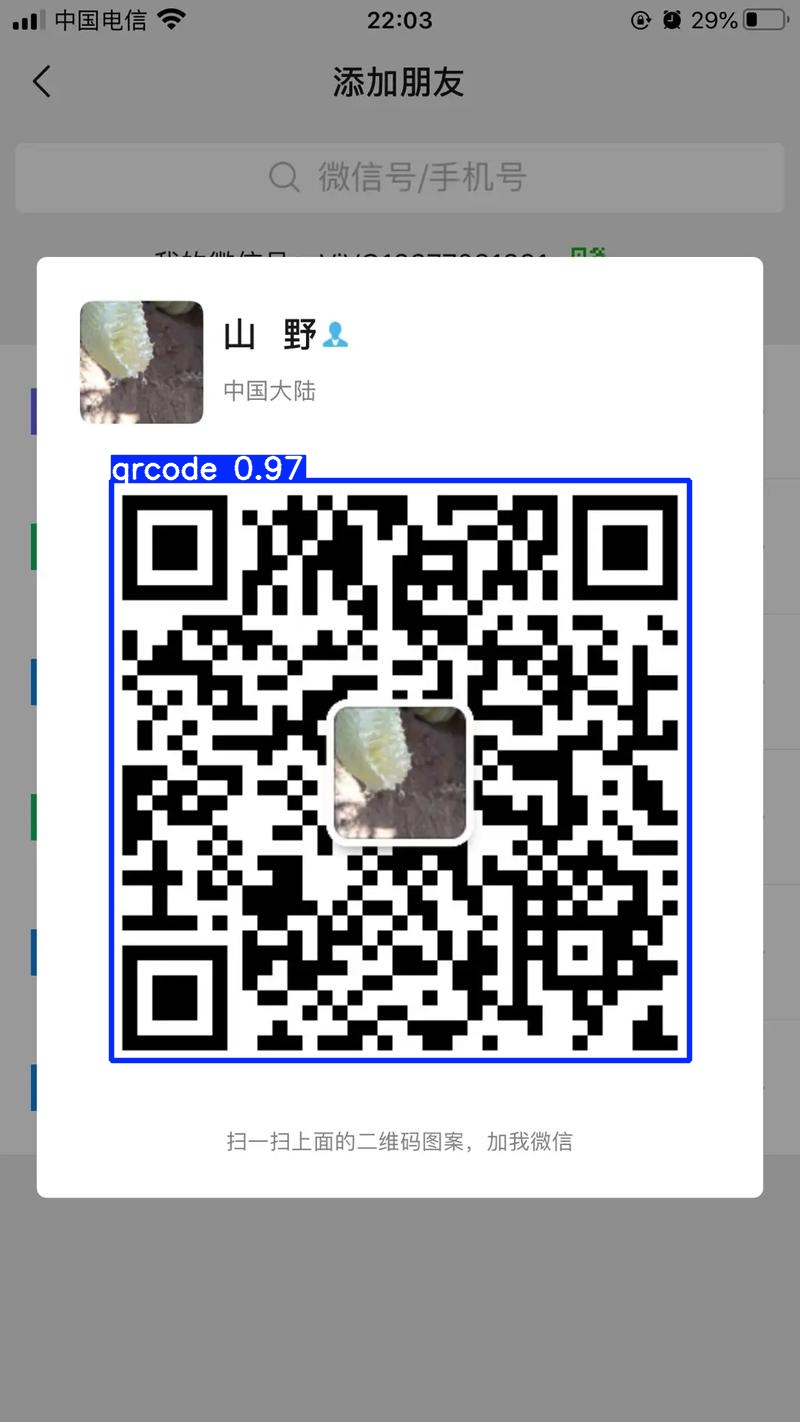 中国电信 22:03 29%
添加朋友
微信号/手机号
山 野
中国大陆
qrcode 0.97
扫一扫上面的二维码图案，加我微信